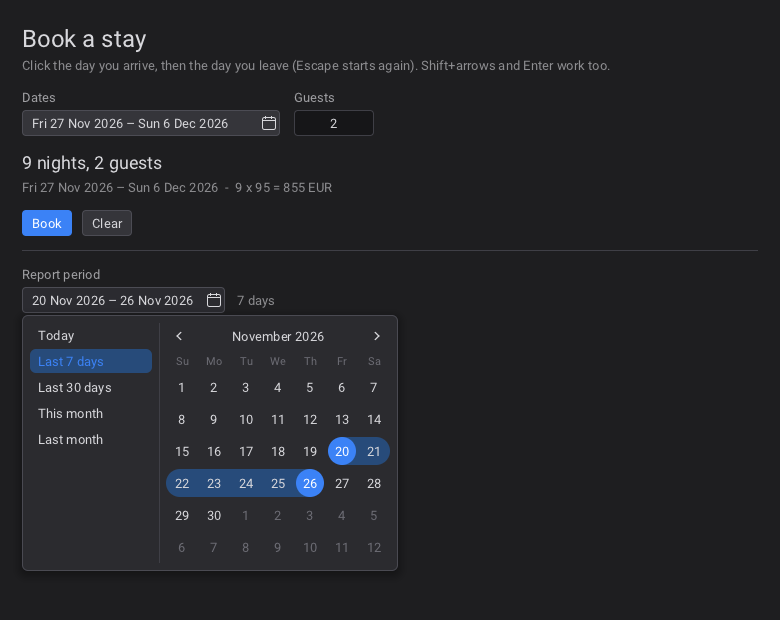 Book a stay
Click the day you arrive, then the day you leave (Escape starts again). Shift+arrows and Enter work too.
Dates Guests
Fri 27 Nov 2026 – Sun 6 Dec 2026 2
9 nights, 2 guests
Fri 27 Nov 2026 – Sun 6 Dec 2026 - 9 x 95 = 855 EUR
Book Clear
Report period
20 Nov 2026 – 26 Nov 2026 7 days
Today
Last 7 days
Last 30 days
This month
Last month
November 2026
Su Mo Tu We Th Fr Sa
1 2 3 4 5 6 7
8 9 10 11 12 13 14
15 16 17 18 19 20 21
22 23 24 25 26 27 28
29 30 1 2 3 4 5
6 7 8 9 10 11 12